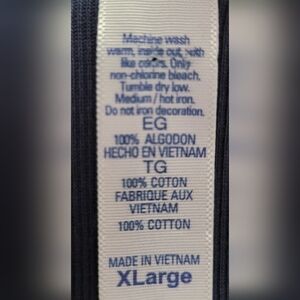 Machine wash
warm, inside out, with
like colors. Only
non-chlorine bleach.
Tumble dry low.
Medium / hot iron.
Do not iron decoration.
EG
100% ALGODON
HECHO EN VIETNAM
TG
100% COTON
FABRIQUE AUX
VIETNAM
100% COTTON
MADE IN VIETNAM
XLarge